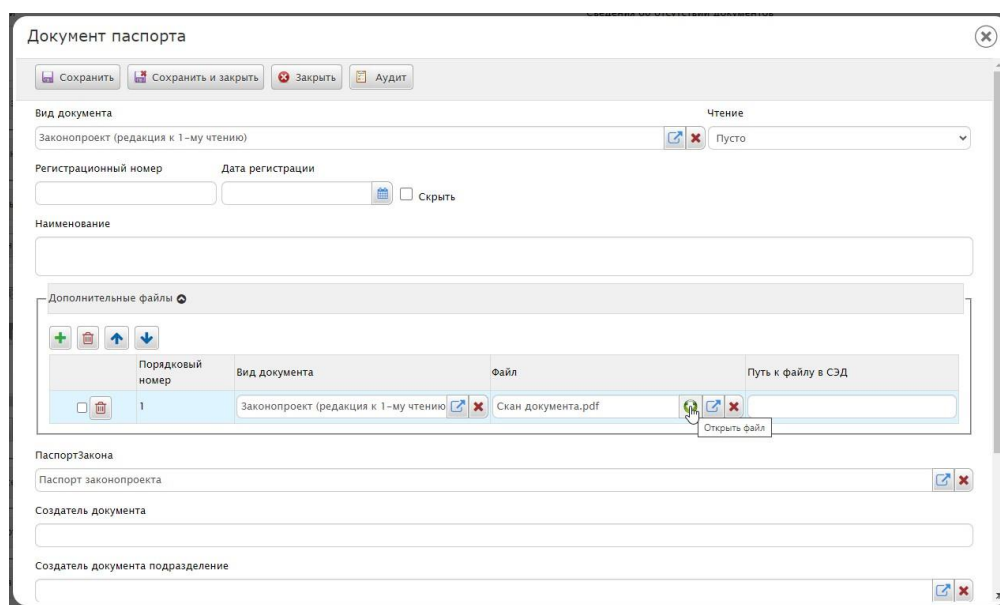 Документ паспорта
Сохранить Сохранить и закрыть Закрыть Аудит
Вид документа Чтение
Законопроект (редакция к 1-му чтению) Пусто
Регистрационный номер Дата регистрации
Скрыть
Наименование
Дополнительные файлы
Порядковый номер Вид документа Файл Путь к файлу в СЭД
1 Законопроект (редакция к 1-му чтению Скан документа.pdf
Открыть файл
ПаспортЗакона
Паспорт законопроекта
Создатель документа
Создатель документа подразделение